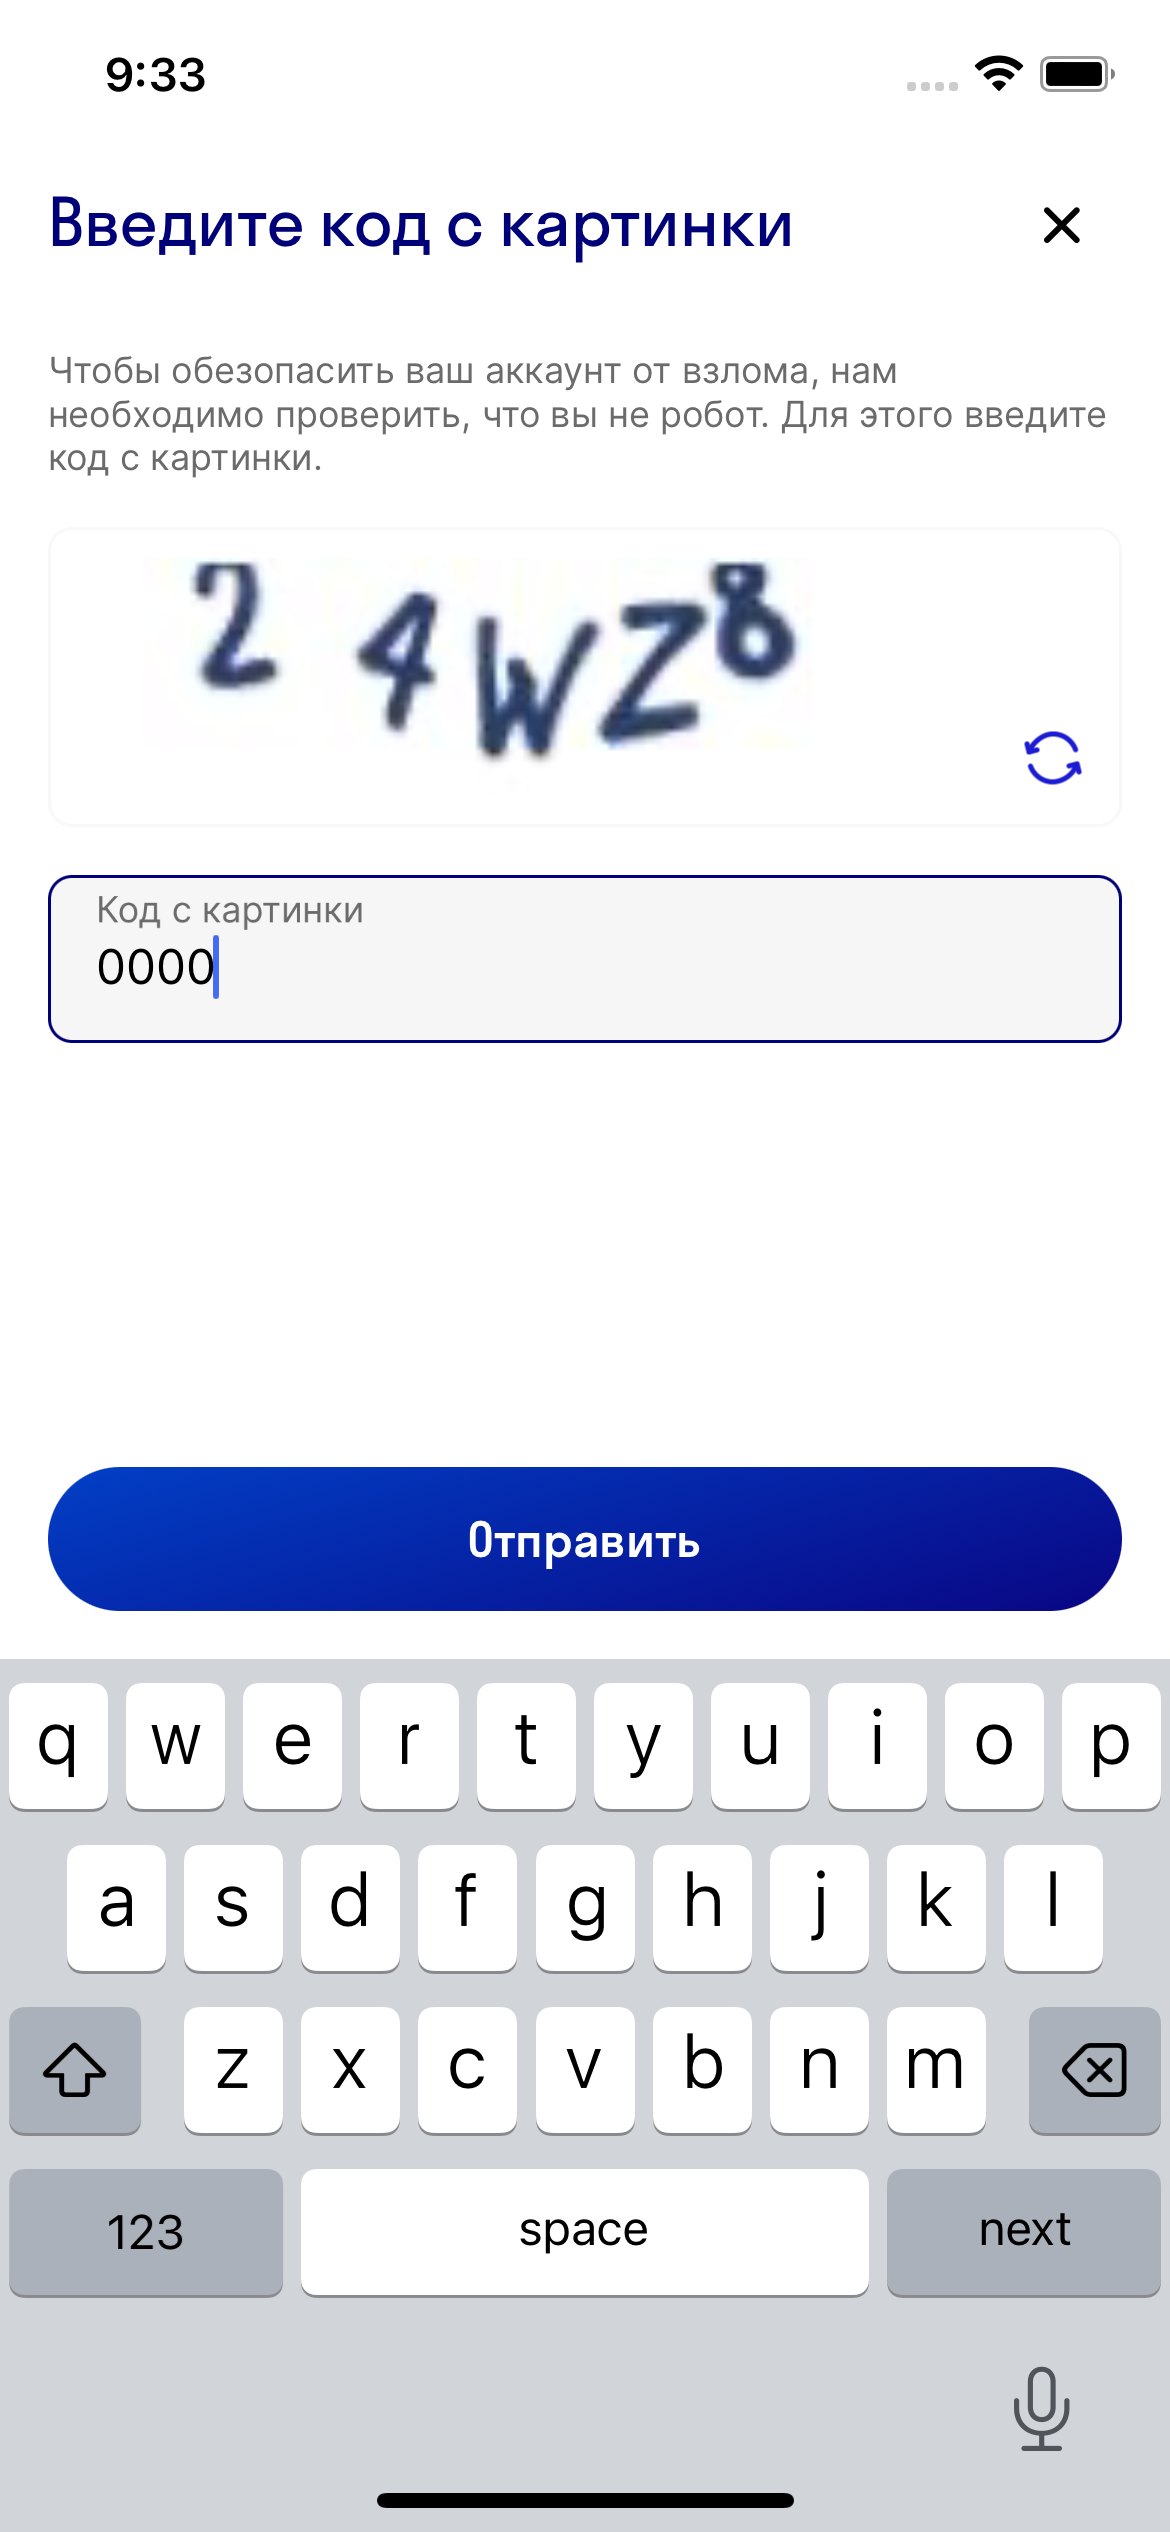 9:33
Введите код с картинки
Чтобы обезопасить ваш аккаунт от взлома, нам
необходимо проверить, что вы не робот. Для этого введите
код с картинки.
2 4WZ8
Код с картинки
0000
Отправить
q w e r t y u i o p
a s d f g h j k l
z x c v b n m
123 space next